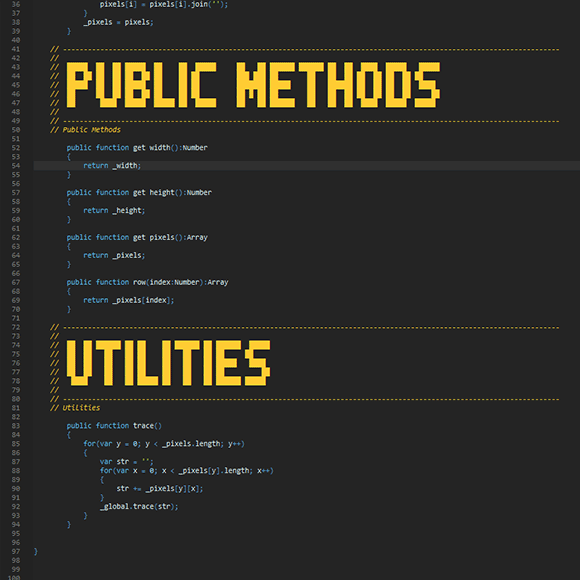 36 pixels[i] = pixels[i].join('');
37 }
38 _pixels = pixels;
39 }
40
41 // ----------------------------------------------------------------------------------------------------------------------
42 //
43 //
44 //
45 // PUBLIC METHODS
46 //
47 //
48 //
49 // ----------------------------------------------------------------------------------------------------------------------
50 // Public Methods
51
52 public function get width():Number
53 {
54 return _width;
55 }
56
57 public function get height():Number
58 {
59 return _height;
60 }
61
62 public function get pixels():Array
63 {
64 return _pixels;
65 }
66
67 public function row(index:Number):Array
68 {
69 return _pixels[index];
70 }
71
72 // ----------------------------------------------------------------------------------------------------------------------
73 //
74 //
75 //
76 // UTILITIES
77 //
78 //
79 //
80 // ----------------------------------------------------------------------------------------------------------------------
81 // Utilities
82
83 public function trace()
84 {
85 for(var y = 0; y < _pixels.length; y++)
86 {
87 var str = '';
88 for(var x = 0; x < _pixels[y].length; x++)
89 {
90 str += _pixels[y][x];
91 }
92 _global.trace(str);
93 }
94 }
95
96
97 }
98
99
100